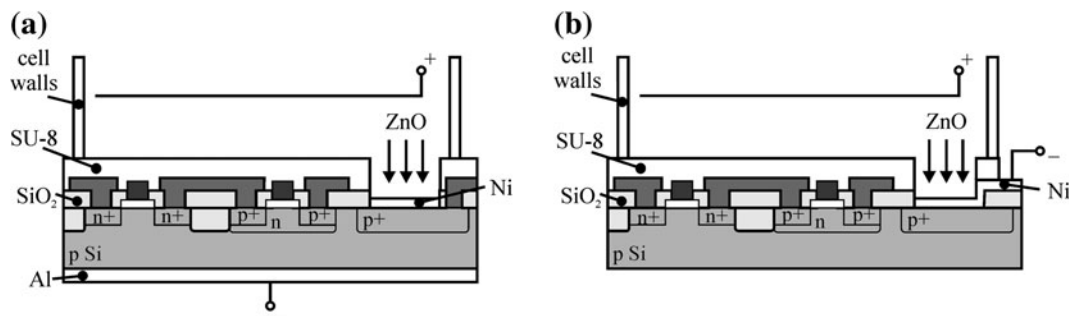 (a)
cell
walls
+
ZnO
SU-8
SiO₂
Ni
n+ n+ p+ p+
n
p+
p Si
Al
(b)
cell
walls
+
ZnO
SU-8
−
SiO₂
Ni
n+ n+ p+ p+
n
p+
p Si